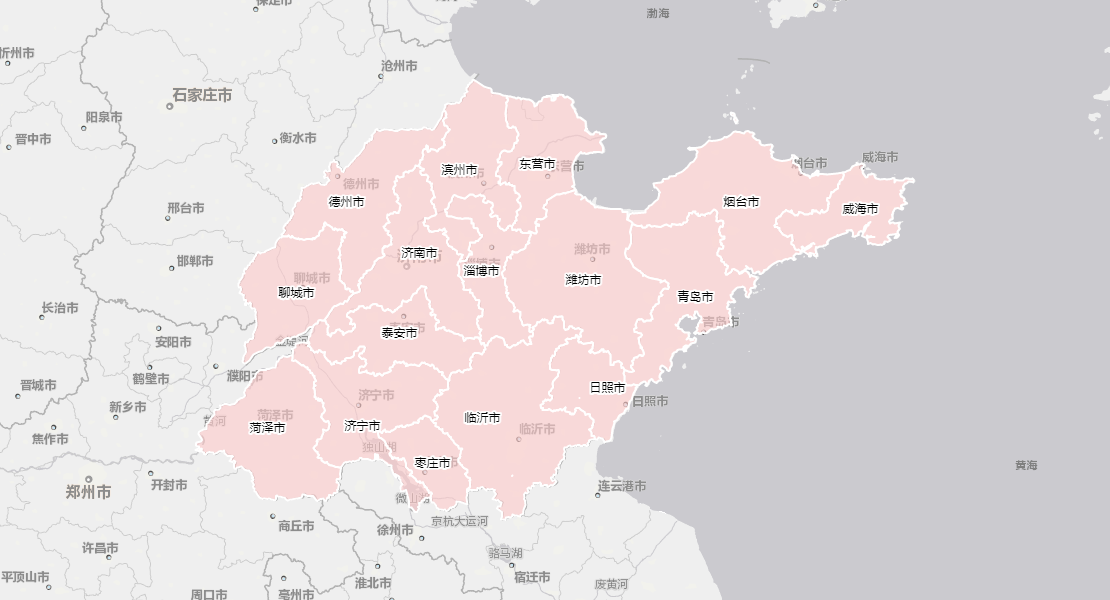 保定市
渤海
忻州市
沧州市
石家庄市
阳泉市
晋中市
衡水市
滨州市
东营市
烟台市
威海市
德州市
德州市
烟台市
威海市
邢台市
济南市
淄博市
潍坊市
潍坊市
邯郸市
聊城市
聊城市
青岛市
青岛市
长治市
泰安市
安阳市
金堤河
鹤壁市
濮阳市
晋城市
日照市
日照市
济宁市
新乡市
菏泽市
菏泽市
济宁市
临沂市
临沂市
焦作市
独山湖
枣庄市
黄海
郑州市
开封市
连云港市
微山湖
京杭大运河
商丘市
徐州市
许昌市
骆马湖
平顶山市
淮北市
宿迁市
废黄河
周口市
亳州市